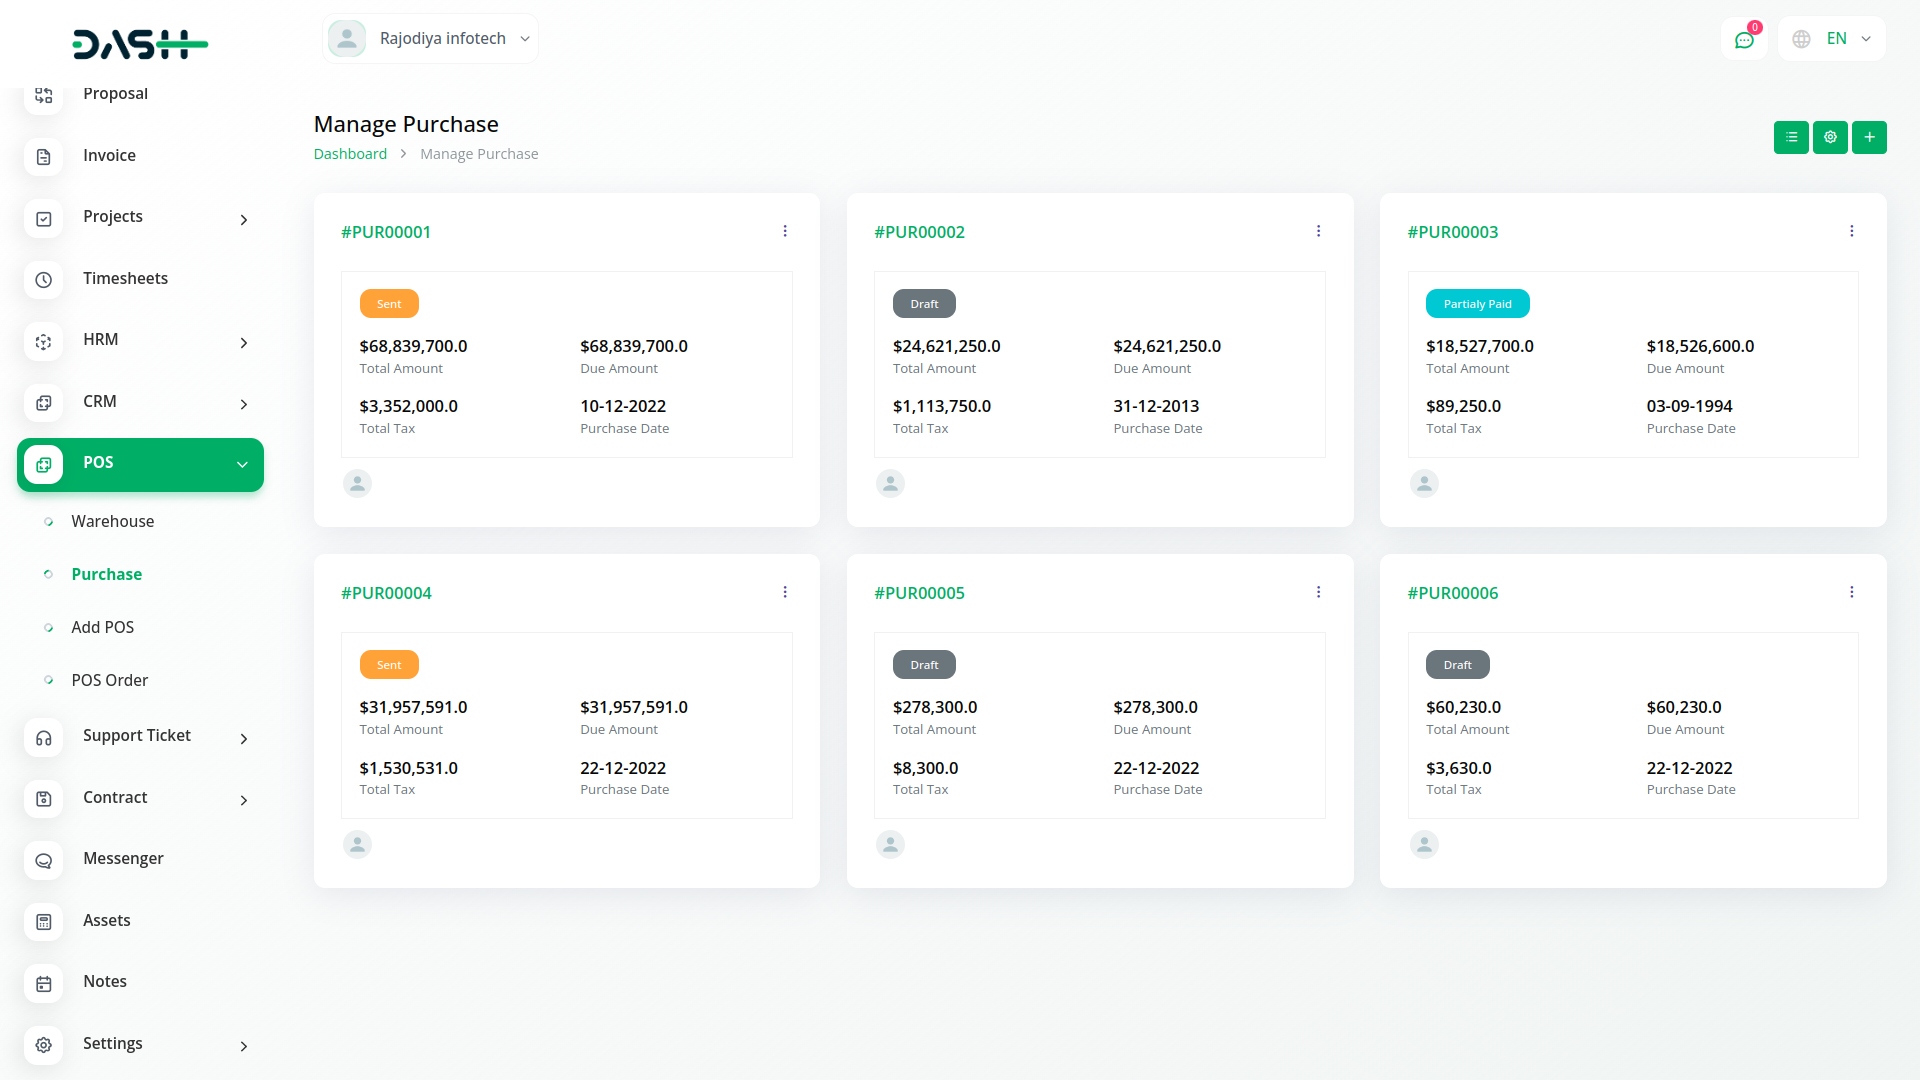 DASH
Rajodiya infotech
0
EN
Proposal
Invoice
Projects
Timesheets
HRM
CRM
POS
Warehouse
Purchase
Add POS
POS Order
Support Ticket
Contract
Messenger
Assets
Notes
Settings
Manage Purchase
Dashboard > Manage Purchase
#PUR00001
Sent
$68,839,700.0 $68,839,700.0
Total Amount Due Amount
$3,352,000.0 10-12-2022
Total Tax Purchase Date
#PUR00002
Draft
$24,621,250.0 $24,621,250.0
Total Amount Due Amount
$1,113,750.0 31-12-2013
Total Tax Purchase Date
#PUR00003
Partialy Paid
$18,527,700.0 $18,526,600.0
Total Amount Due Amount
$89,250.0 03-09-1994
Total Tax Purchase Date
#PUR00004
Sent
$31,957,591.0 $31,957,591.0
Total Amount Due Amount
$1,530,531.0 22-12-2022
Total Tax Purchase Date
#PUR00005
Draft
$278,300.0 $278,300.0
Total Amount Due Amount
$8,300.0 22-12-2022
Total Tax Purchase Date
#PUR00006
Draft
$60,230.0 $60,230.0
Total Amount Due Amount
$3,630.0 22-12-2022
Total Tax Purchase Date